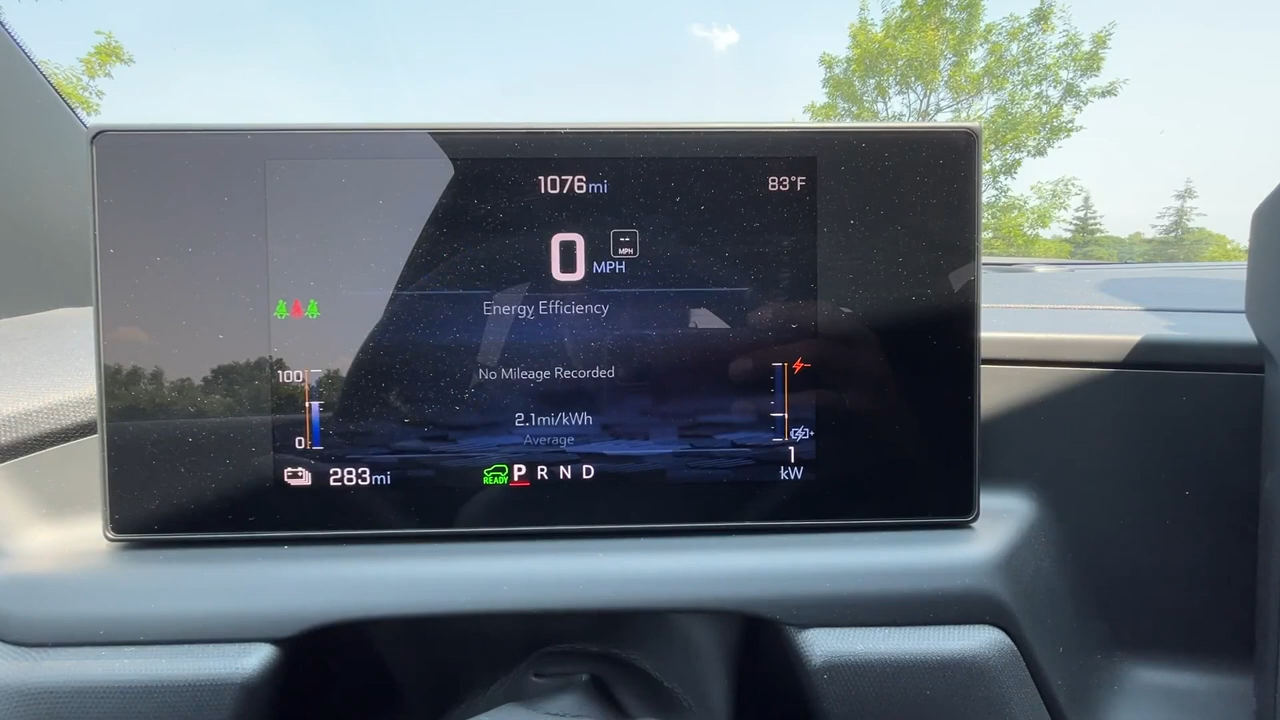 1076mi
83°F
0 MPH
-- MPH
Energy Efficiency
No Mileage Recorded
100
0
2.1mi/kWh
Average
283mi
READY P R N D
1
kW